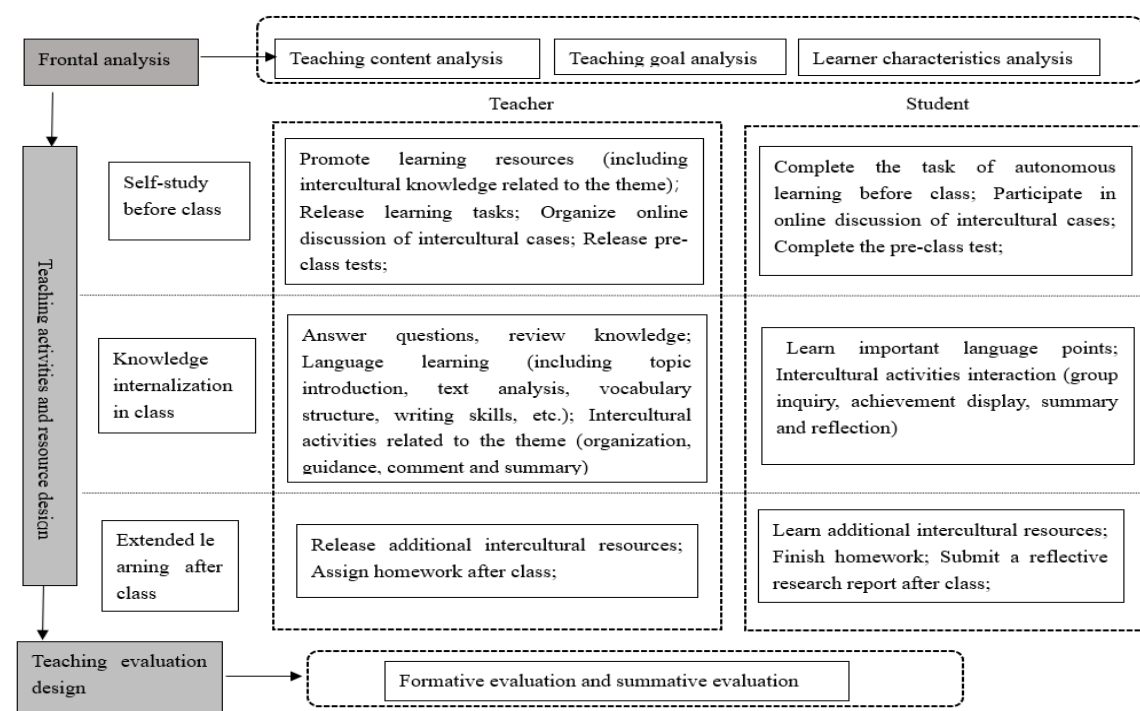 Frontal analysis
Teaching content analysis
Teaching goal analysis
Learner characteristics analysis
Teacher
Student
Teaching activities and resource design
Self-study
before class
Promote learning resources (including
intercultural knowledge related to the theme);
Release learning tasks; Organize online
discussion of intercultural cases; Release pre-
class tests;
Complete the task of autonomous
learning before class; Participate in
online discussion of intercultural cases;
Complete the pre-class test;
Knowledge
internalization
in class
Answer questions, review knowledge;
Language learning (including topic
introduction, text analysis, vocabulary
structure, writing skills, etc.); Intercultural
activities related to the theme (organization,
guidance, comment and summary)
Learn important language points;
Intercultural activities interaction (group
inquiry, achievement display, summary
and reflection)
Extended le
arning after
class
Release additional intercultural resources;
Assign homework after class;
Learn additional intercultural resources;
Finish homework; Submit a reflective
research report after class;
Teaching evaluation
design
Formative evaluation and summative evaluation